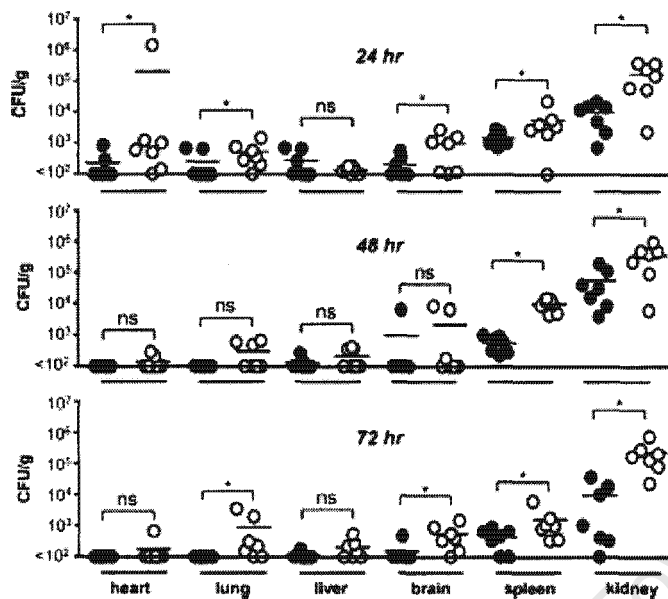 10⁷
10⁶
10⁵
10⁴
10³
<10²
CFU/g
24 hr
*
*
ns
*
*
*
10⁷
10⁶
10⁵
10⁴
10³
<10²
CFU/g
48 hr
ns
ns
ns
ns
*
*
10⁷
10⁶
10⁵
10⁴
10³
<10²
CFU/g
72 hr
ns
*
ns
*
*
*
heart lung liver brain spleen kidney